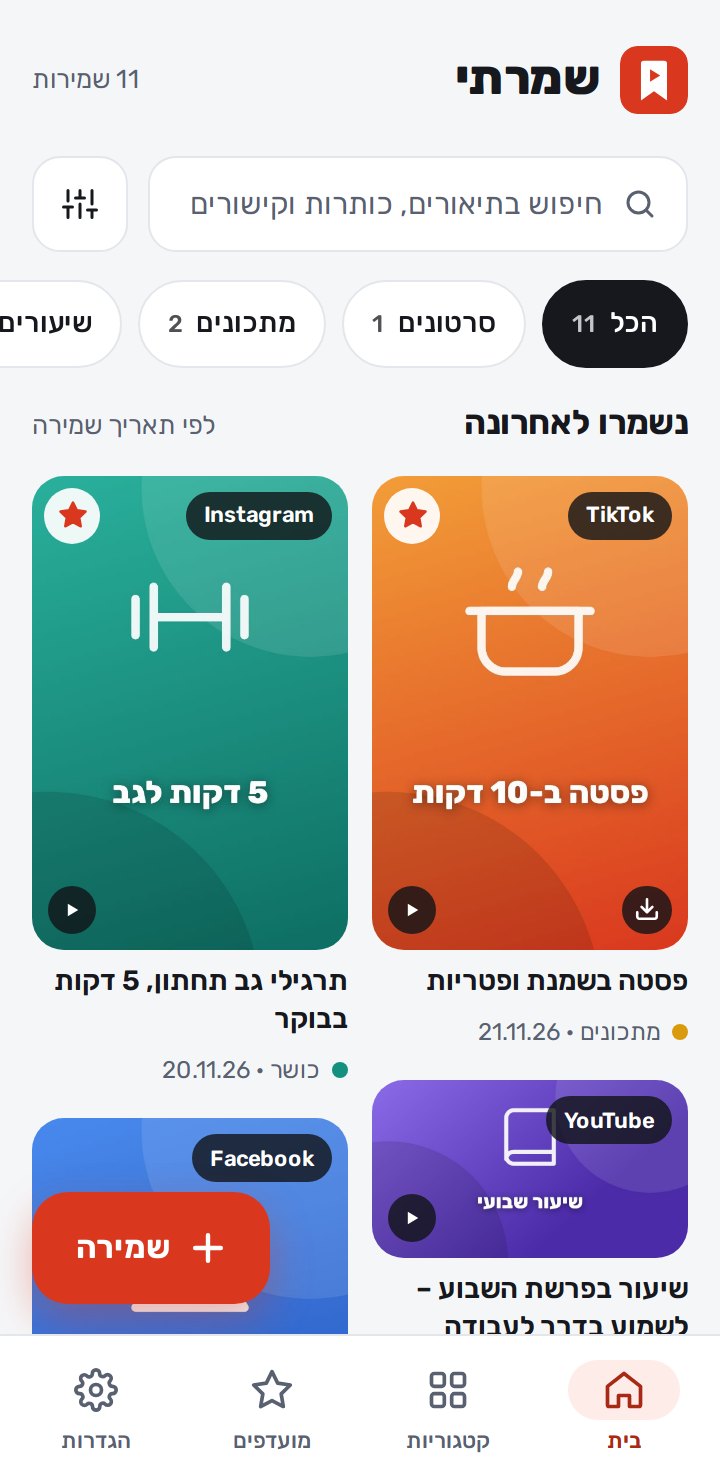 שמרתי
11 שמירות
חיפוש בתיאורים, כותרות וקישורים
הכל 11
סרטונים 1
מתכונים 2
שיעורים
נשמרו לאחרונה
לפי תאריך שמירה
TikTok
פסטה ב-10 דקות
פסטה בשמנת ופטריות
מתכונים • 21.11.26
Instagram
5 דקות לגב
תרגילי גב תחתון, 5 דקות
בבוקר
כושר • 20.11.26
YouTube
שיעור שבועי
שיעור בפרשת השבוע –
לשמוע בדרך לעבודה
Facebook
שמירה
בית
קטגוריות
מועדפים
הגדרות